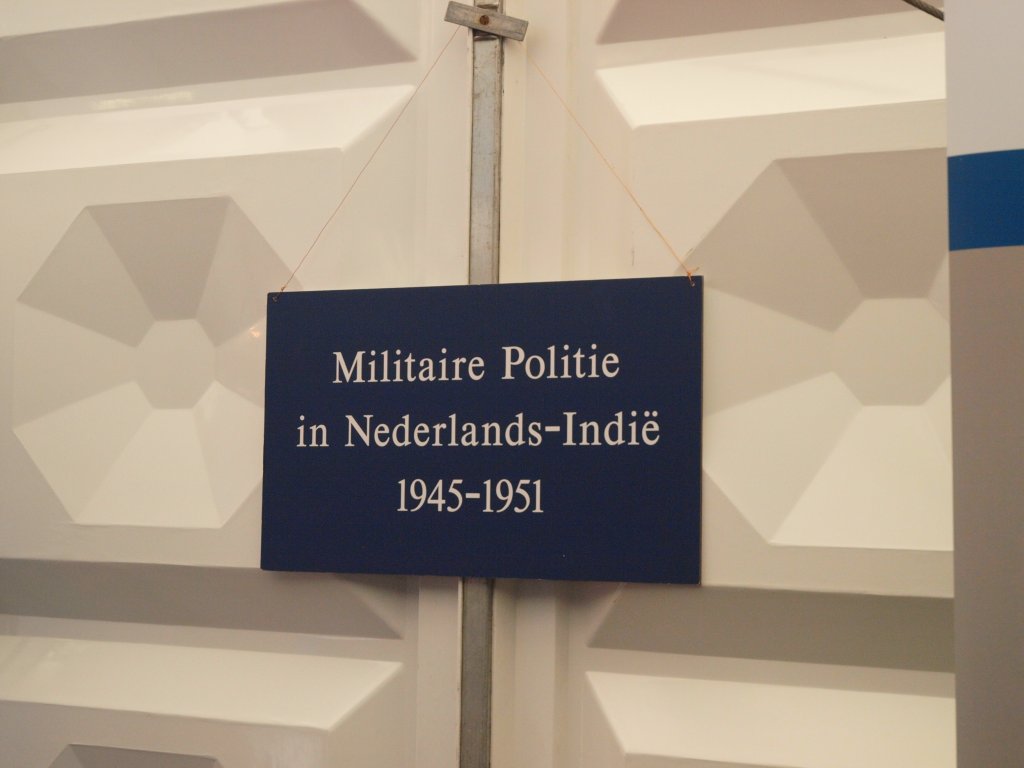 Militaire Politie
in Nederlands-Indië
1945-1951